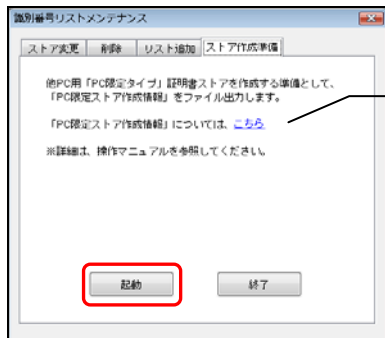 識別番号リストメンテナンス
ストア変更 削除 リスト追加 ストア作成準備
他PC用「PC限定タイプ」証明書ストアを作成する準備として、
「PC限定ストア作成情報」をファイル出力します。
「PC限定ストア作成情報」については、こちら
※詳細は、操作マニュアルを参照してください。
起動 終了